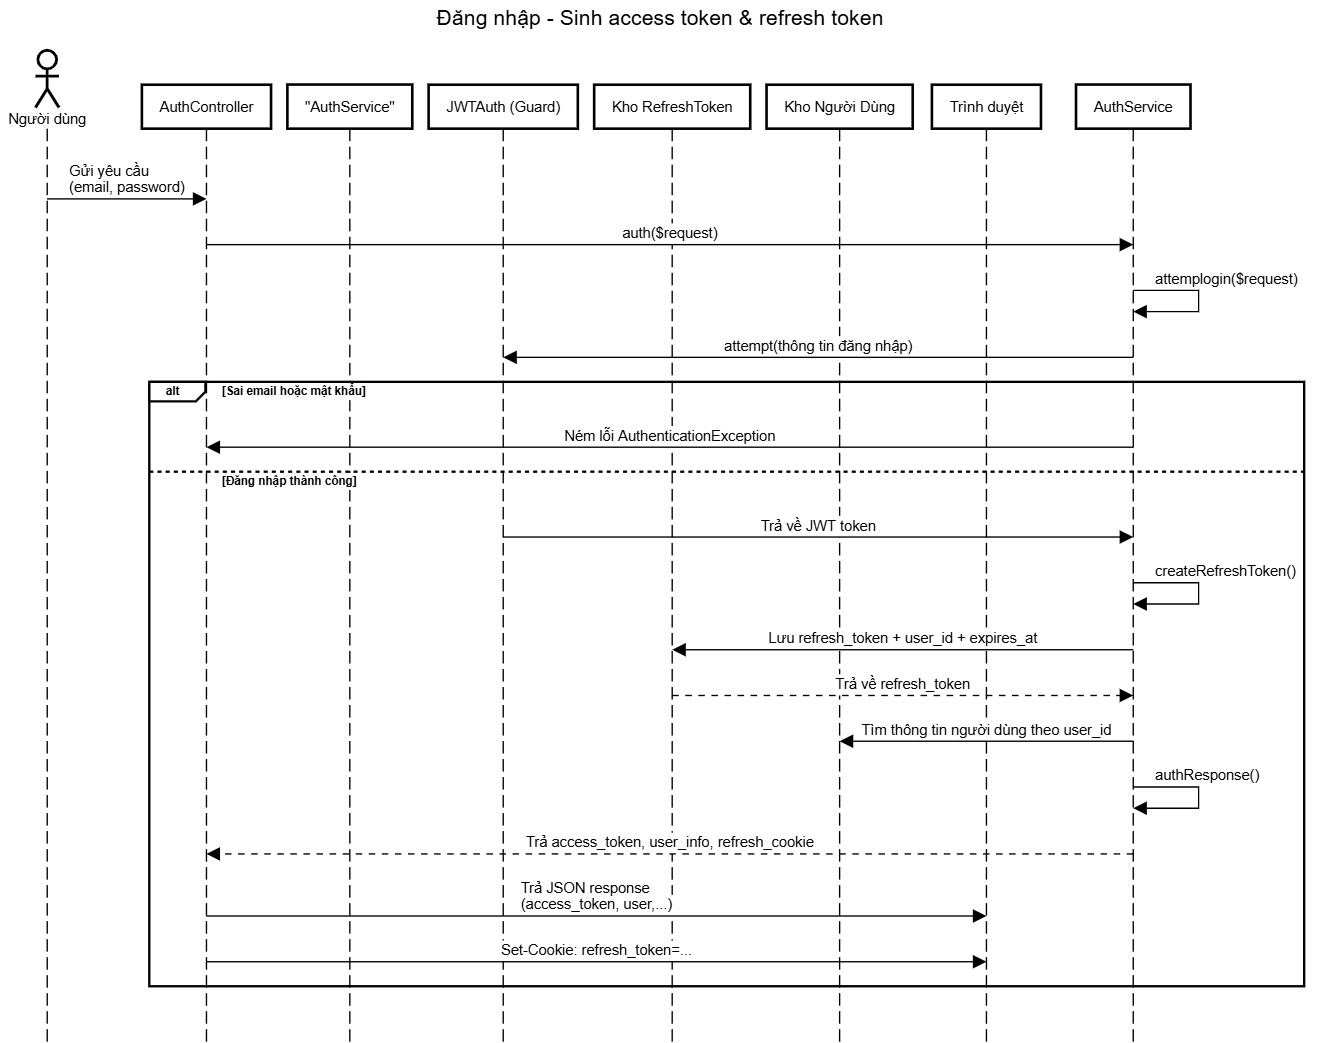 Đăng nhập - Sinh access token & refresh token
Người dùng
AuthController
"AuthService"
JWTAuth (Guard)
Kho RefreshToken
Kho Người Dùng
Trình duyệt
AuthService
Gửi yêu cầu
(email, password)
auth($request)
attemplogin($request)
attempt(thông tin đăng nhập)
alt
[Sai email hoặc mật khẩu]
Ném lỗi AuthenticationException
[Đăng nhập thành công]
Trả về JWT token
createRefreshToken()
Lưu refresh_token + user_id + expires_at
Trả về refresh_token
Tìm thông tin người dùng theo user_id
authResponse()
Trả access_token, user_info, refresh_cookie
Trả JSON response
(access_token, user,...)
Set-Cookie: refresh_token=...